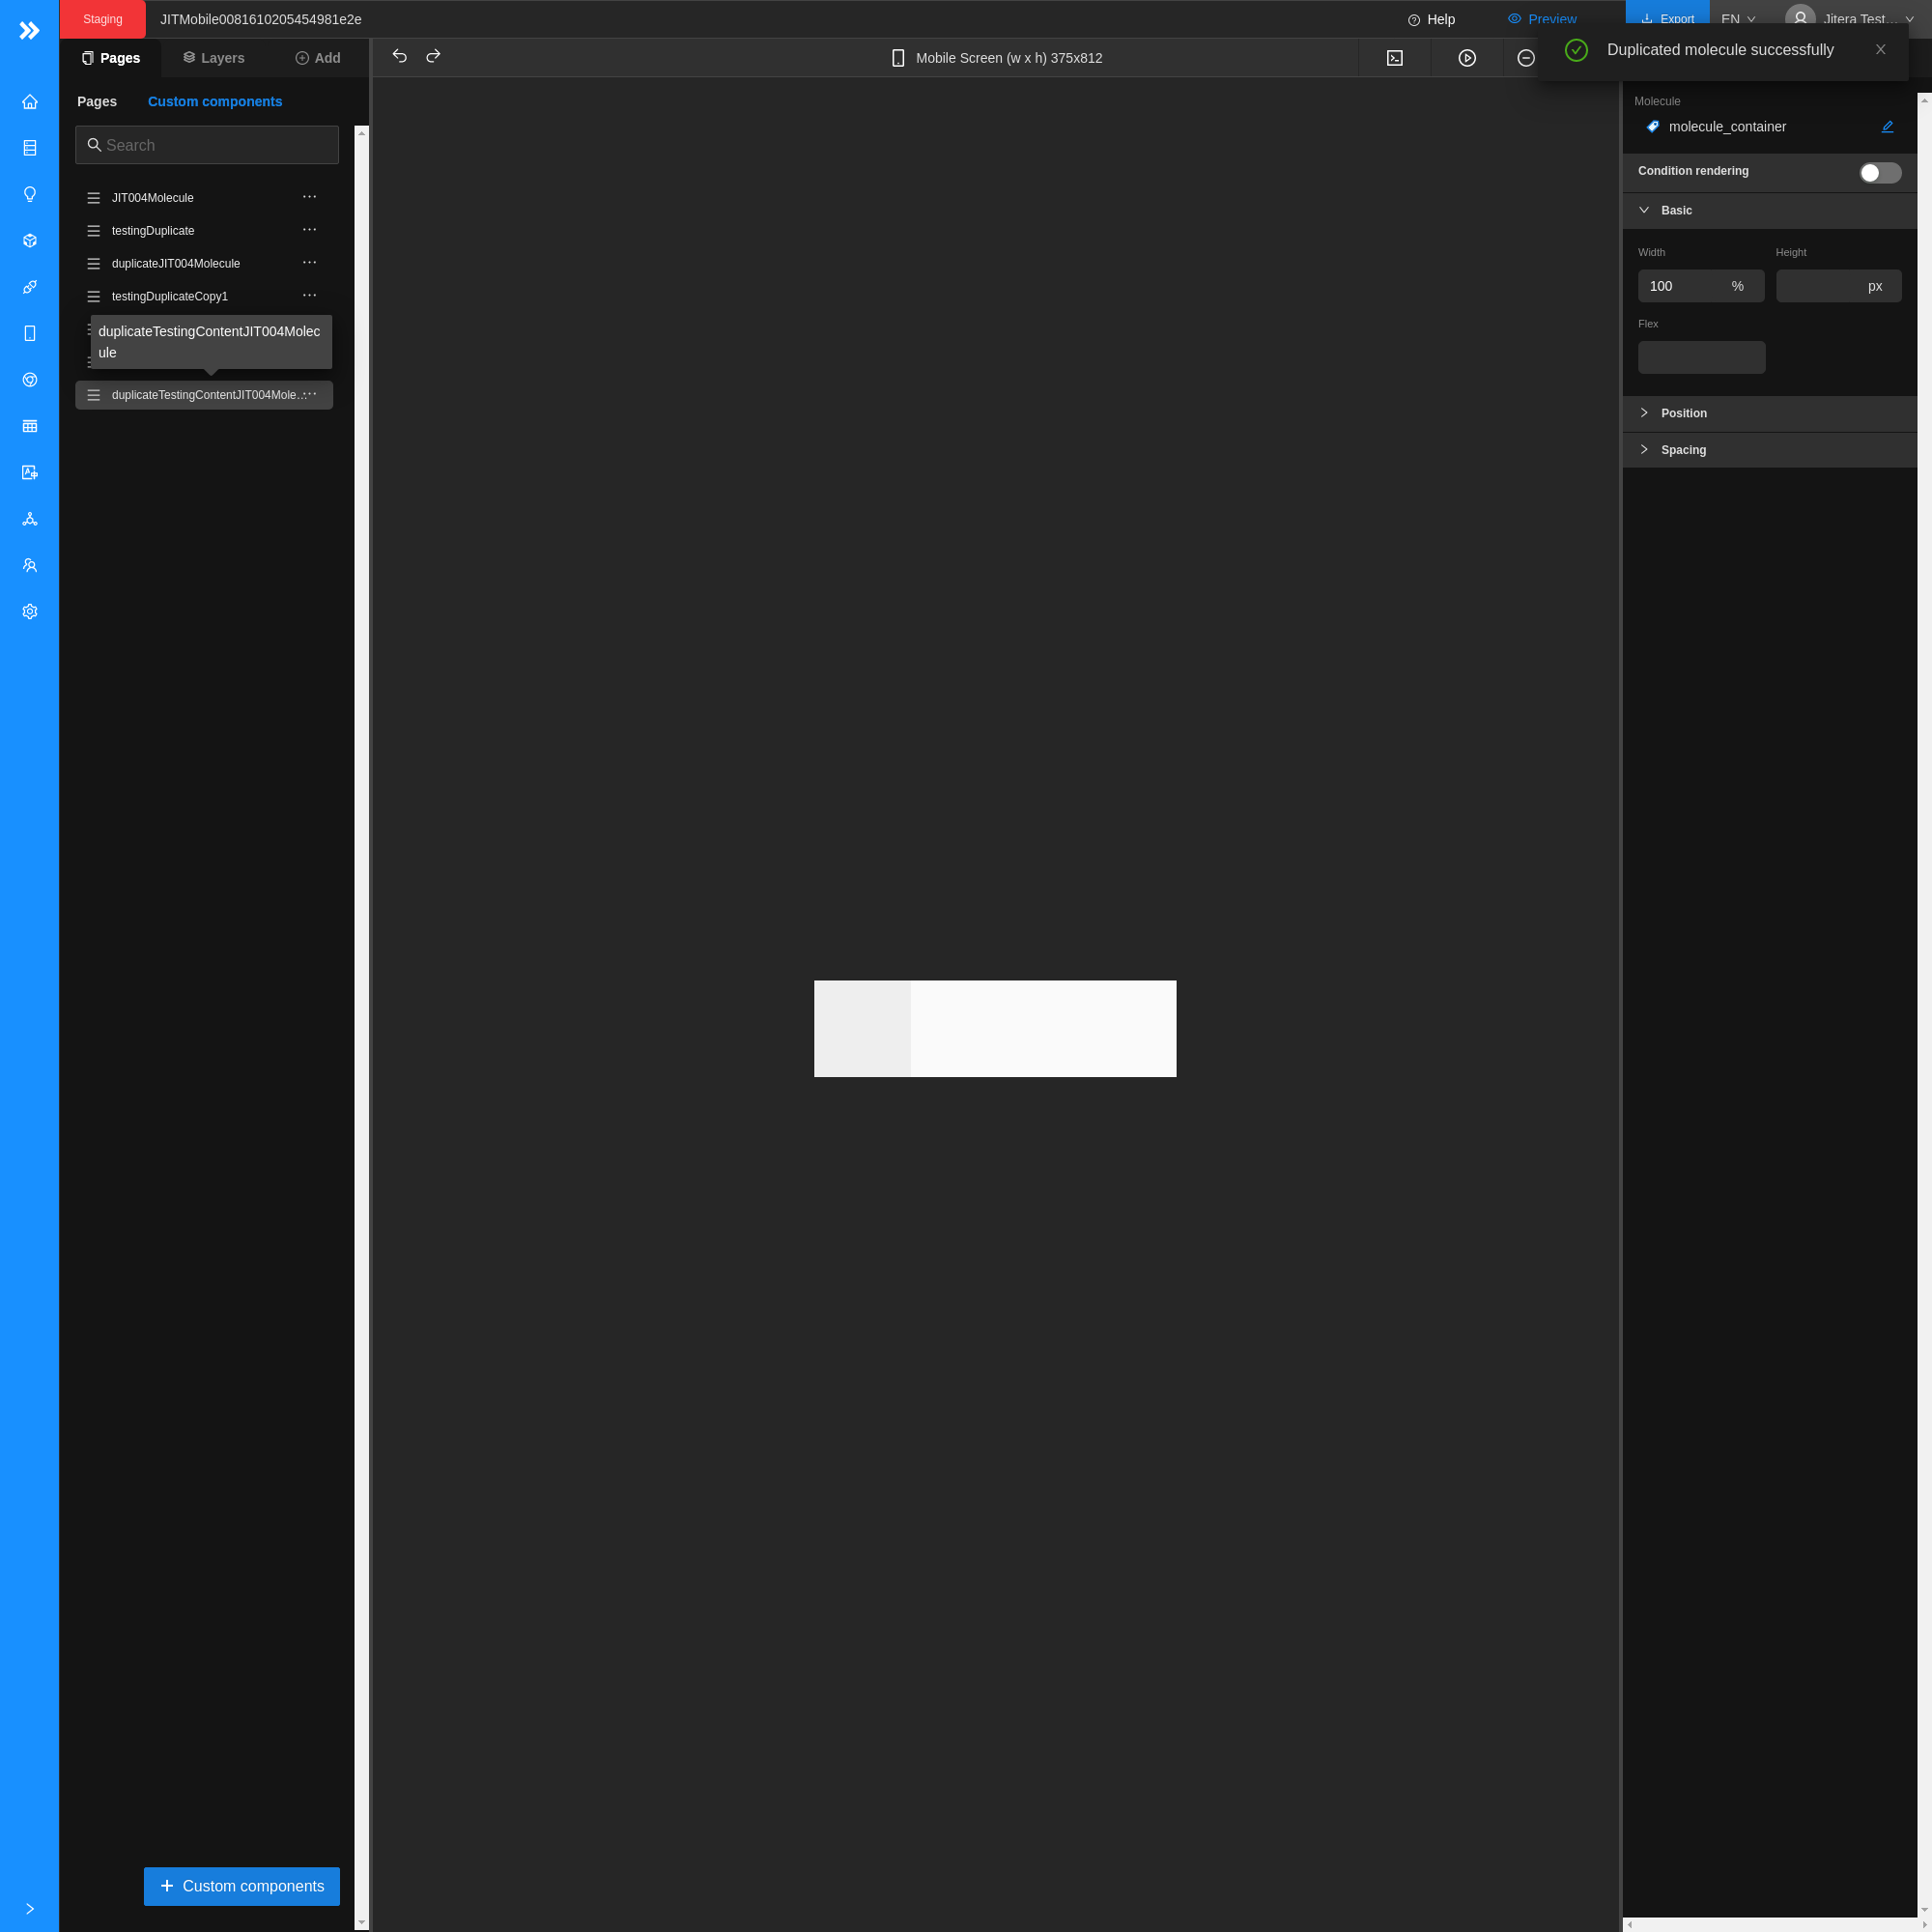 Staging
JITMobile0081610205454981e2e
Help
Preview
Export
EN
Jitera Test...
Duplicated molecule successfully
Pages
Layers
Add
Mobile Screen (w x h) 375x812
Pages
Custom components
Search
JIT004Molecule
testingDuplicate
duplicateJIT004Molecule
testingDuplicateCopy1
duplicateTestingContentJIT004Molec
ule
duplicateTestingContentJIT004Mole...
Custom components
Molecule
molecule_container
Condition rendering
Basic
Width
Height
100
%
px
Flex
Position
Spacing